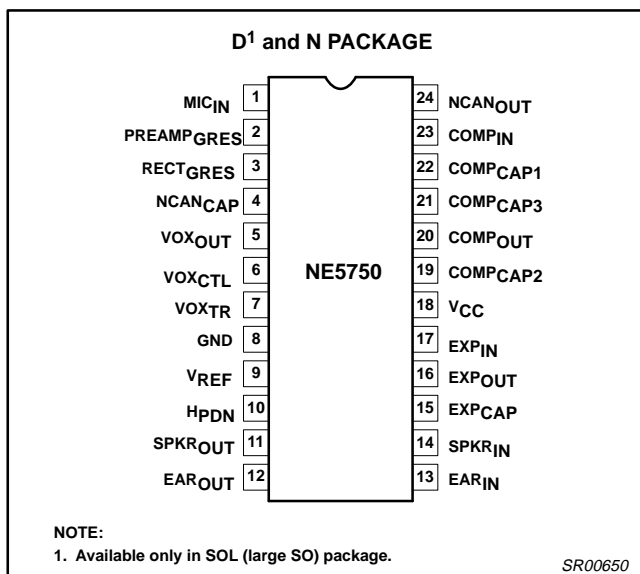 D1 and N PACKAGE
MICIN 1
PREAMPGRES 2
RECTGRES 3
NCANCAP 4
VOXOUT 5
VOXCTL 6
VOXTR 7
GND 8
VREF 9
HPDN 10
SPKROUT 11
EAROUT 12
NE5750
24 NCANOUT
23 COMPIN
22 COMPCAP1
21 COMPCAP3
20 COMPOUT
19 COMPCAP2
18 VCC
17 EXPIN
16 EXPOUT
15 EXPCAP
14 SPKRIN
13 EARIN
NOTE:
1. Available only in SOL (large SO) package.
SR00650